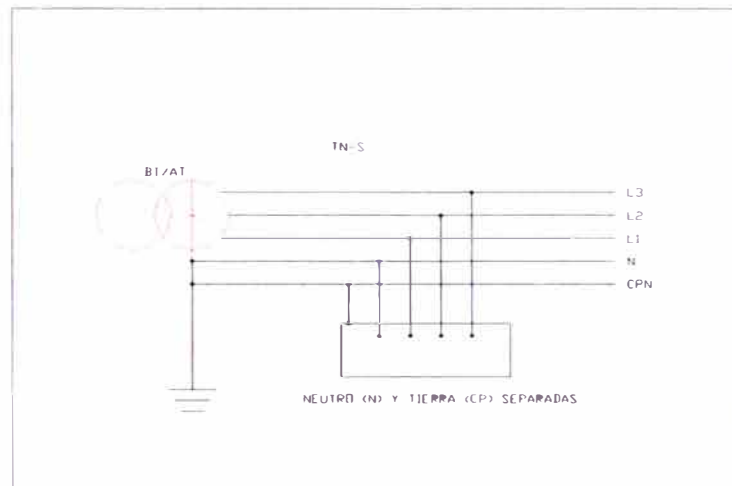 TN-S
BT/AT
L3
L2
L1
N
CPN
NEUTRO (N) Y TIERRA (CP) SEPARADAS